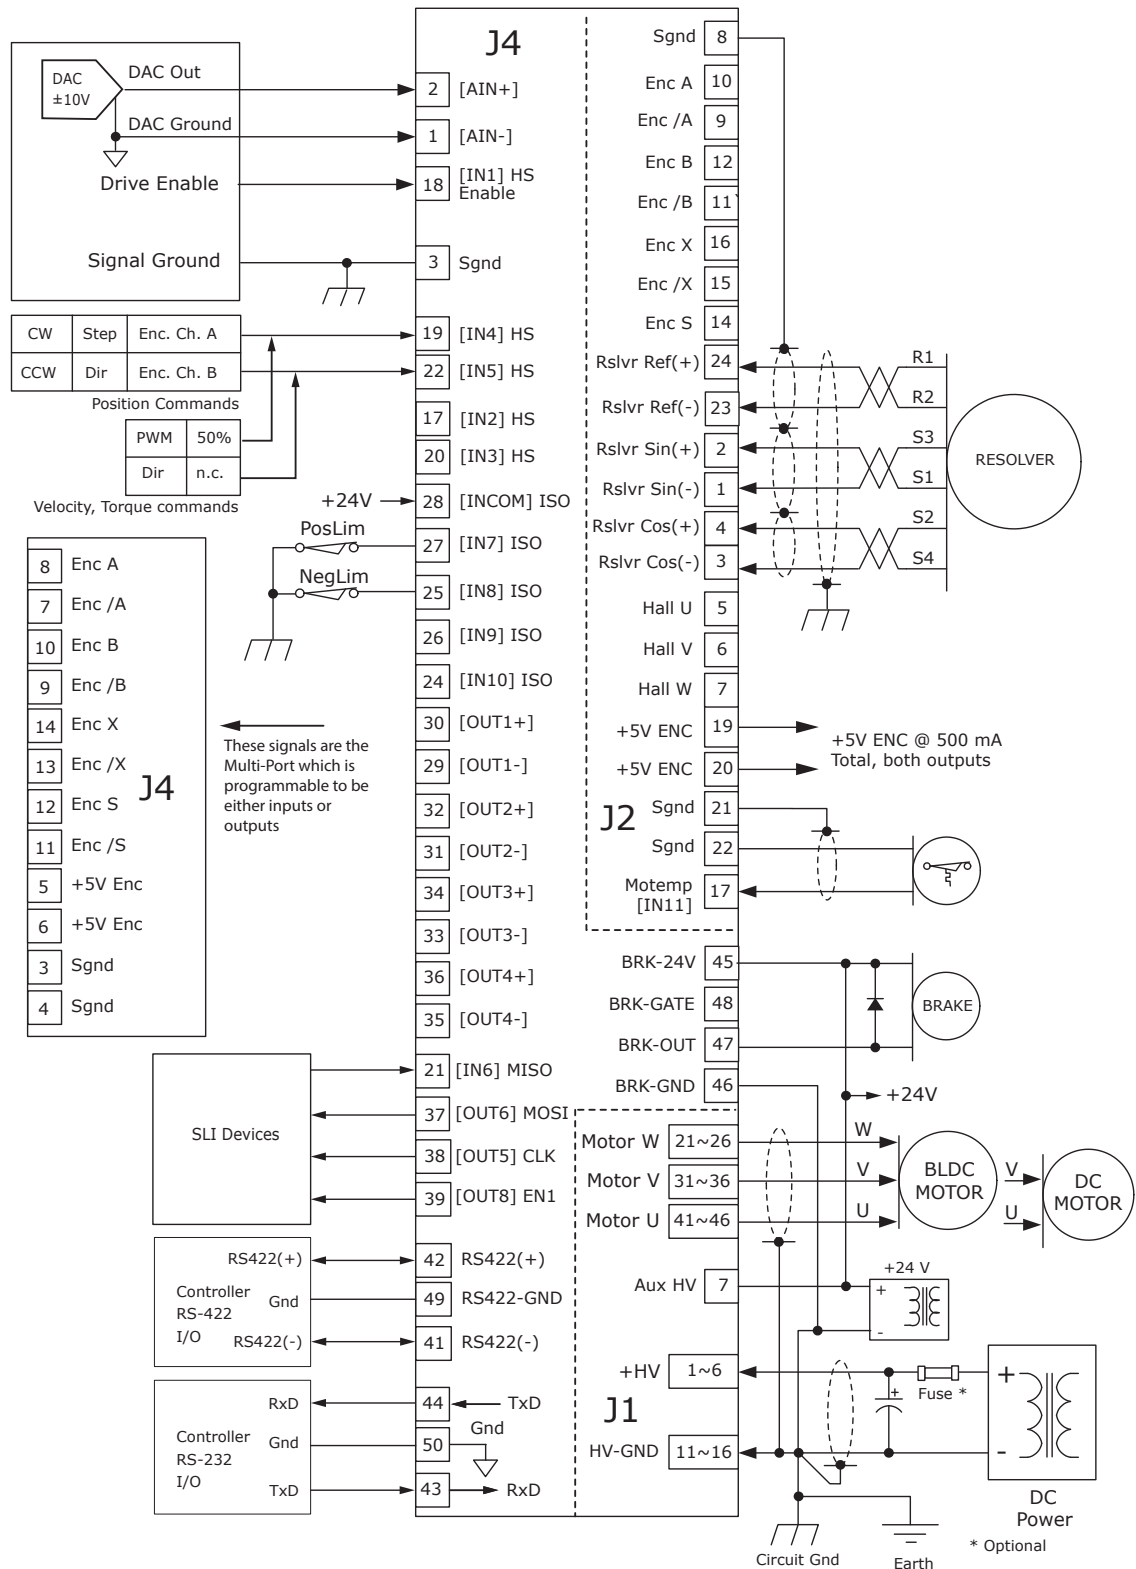 DAC
±10V
DAC Out
DAC Ground
Drive Enable
Signal Ground
J4
2 [AIN+]
1 [AIN-]
18 [IN1] HS
Enable
3 Sgnd
CW Step Enc. Ch. A
CCW Dir Enc. Ch. B
Position Commands
PWM 50%
Dir n.c.
Velocity, Torque commands
19 [IN4] HS
22 [IN5] HS
17 [IN2] HS
20 [IN3] HS
+24V
28 [INCOM] ISO
PosLim
27 [IN7] ISO
NegLim
25 [IN8] ISO
26 [IN9] ISO
24 [IN10] ISO
30 [OUT1+]
29 [OUT1-]
32 [OUT2+]
31 [OUT2-]
34 [OUT3+]
33 [OUT3-]
36 [OUT4+]
35 [OUT4-]
8 Enc A
7 Enc /A
10 Enc B
9 Enc /B
14 Enc X
13 Enc /X
12 Enc S
11 Enc /S
5 +5V Enc
6 +5V Enc
3 Sgnd
4 Sgnd
J4
These signals are the
Multi-Port which is
programmable to be
either inputs or
outputs
SLI Devices
21 [IN6] MISO
37 [OUT6] MOSI
38 [OUT5] CLK
39 [OUT8] EN1
Controller
RS-422
I/O
RS422(+)
Gnd
RS422(-)
42 RS422(+)
49 RS422-GND
41 RS422(-)
Controller
RS-232
I/O
RxD
Gnd
TxD
44 TxD
50 Gnd
43 RxD
Sgnd 8
Enc A 10
Enc /A 9
Enc B 12
Enc /B 11
Enc X 16
Enc /X 15
Enc S 14
Rslvr Ref(+) 24
Rslvr Ref(-) 23
Rslvr Sin(+) 2
Rslvr Sin(-) 1
Rslvr Cos(+) 4
Rslvr Cos(-) 3
R1
R2
S3
S1
S2
S4
RESOLVER
Hall U 5
Hall V 6
Hall W 7
+5V ENC 19
+5V ENC 20
+5V ENC @ 500 mA
Total, both outputs
J2
Sgnd 21
Sgnd 22
Motemp
[IN11] 17
BRK-24V 45
BRK-GATE 48
BRK-OUT 47
BRK-GND 46
BRAKE
+24V
Motor W 21~26
Motor V 31~36
Motor U 41~46
W
V
U
BLDC
MOTOR
V
U
DC
MOTOR
Aux HV 7
+24 V
+
-
+HV 1~6
J1
HV-GND 11~16
+
Fuse *
+
-
DC
Power
* Optional
Circuit Gnd
Earth